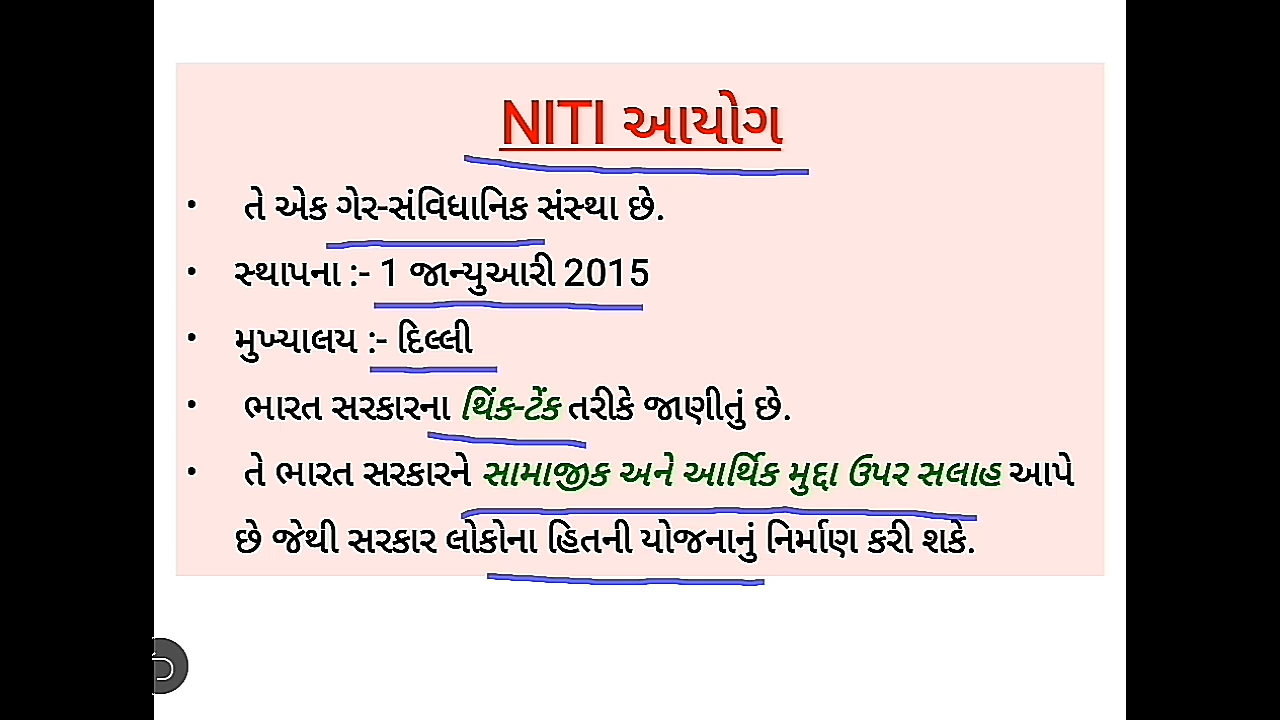 NITI આયોગ
• તે એક ગેર-સંવિધાનિક સંસ્થા છે.
• સ્થાપના :- 1 જાન્યુઆરી 2015
• મુખ્યાલય :- દિલ્લી
• ભારત સરકારના થિંક-ટેંક તરીકે જાણીતું છે.
• તે ભારત સરકારને સામાજીક અને આર્થિક મુદ્દા ઉપર સલાહ આપે
છે જેથી સરકાર લોકોના હિતની યોજનાનું નિર્માણ કરી શકે.